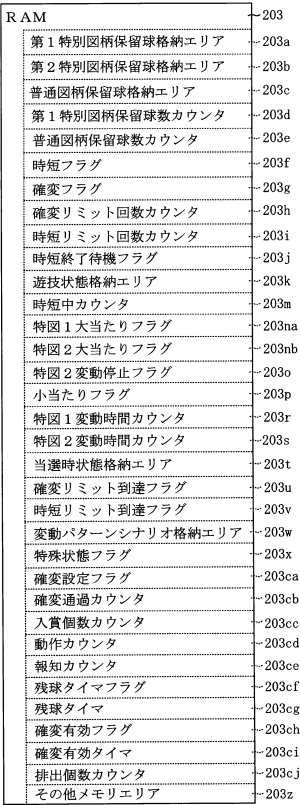 RAM 203
第１特別図柄保留球格納エリア 203a
第２特別図柄保留球格納エリア 203b
普通図柄保留球格納エリア 203c
第１特別図柄保留球数カウンタ 203d
普通図柄保留球数カウンタ 203e
時短フラグ 203f
確変フラグ 203g
確変リミット回数カウンタ 203h
時短リミット回数カウンタ 203i
時短終了待機フラグ 203j
遊技状態格納エリア 203k
時短中カウンタ 203m
特図１大当たりフラグ 203na
特図２大当たりフラグ 203nb
特図２変動停止フラグ 203o
小当たりフラグ 203p
特図１変動時間カウンタ 203r
特図２変動時間カウンタ 203s
当選時状態格納エリア 203t
確変リミット到達フラグ 203u
時短リミット到達フラグ 203v
変動パターンシナリオ格納エリア 203w
特殊状態フラグ 203x
確変設定フラグ 203ca
確変通過カウンタ 203cb
入賞個数カウンタ 203cc
動作カウンタ 203cd
報知カウンタ 203ce
残球タイマフラグ 203cf
残球タイマ 203cg
確変有効フラグ 203ch
確変有効タイマ 203ci
排出個数カウンタ 203cj
その他メモリエリア 203z